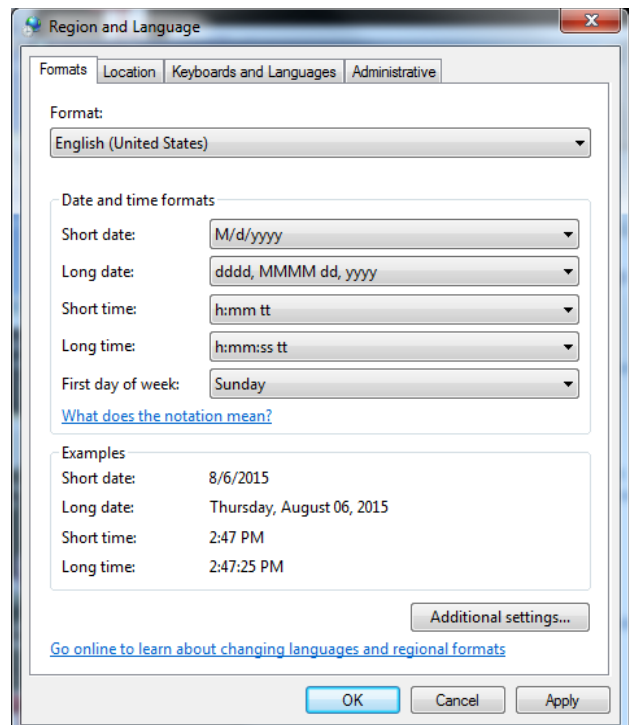 Region and Language
Formats Location Keyboards and Languages Administrative
Format:
English (United States)
Date and time formats
Short date: M/d/yyyy
Long date: dddd, MMMM dd, yyyy
Short time: h:mm tt
Long time: h:mm:ss tt
First day of week: Sunday
What does the notation mean?
Examples
Short date: 8/6/2015
Long date: Thursday, August 06, 2015
Short time: 2:47 PM
Long time: 2:47:25 PM
Additional settings...
Go online to learn about changing languages and regional formats
OK Cancel Apply